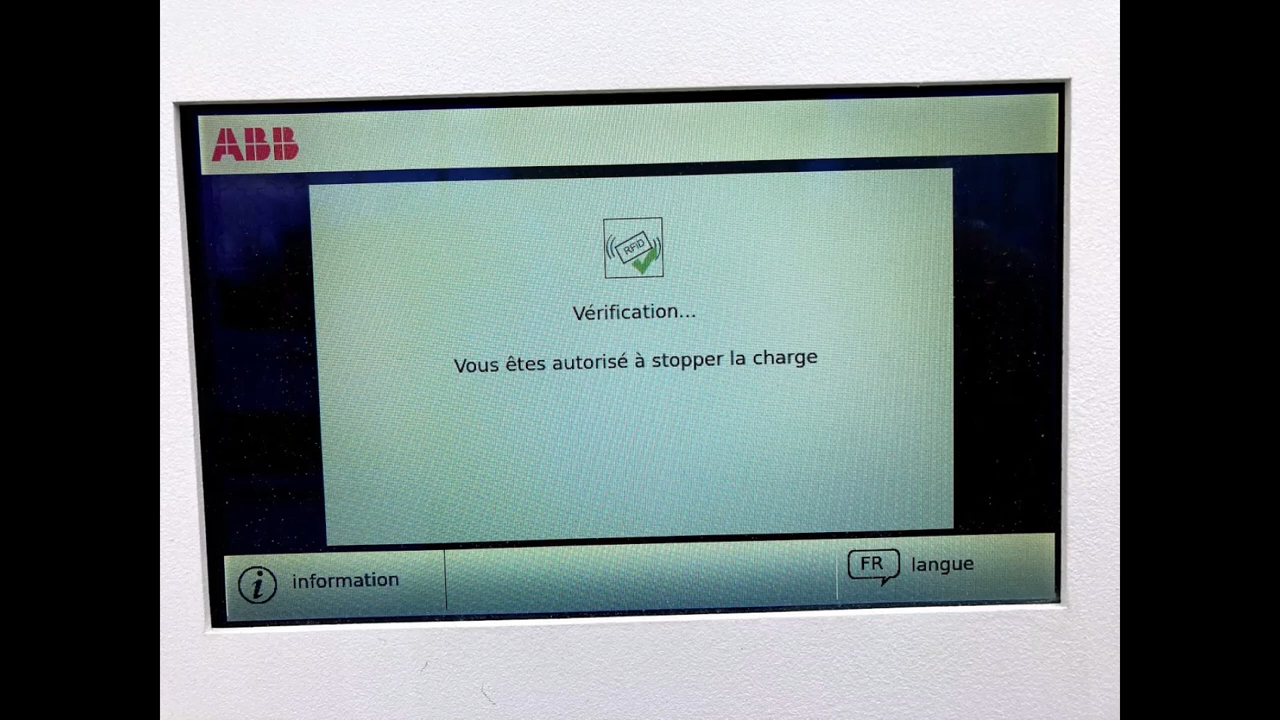 ABB
RFID
Vérification...
Vous êtes autorisé à stopper la charge
information
FR langue